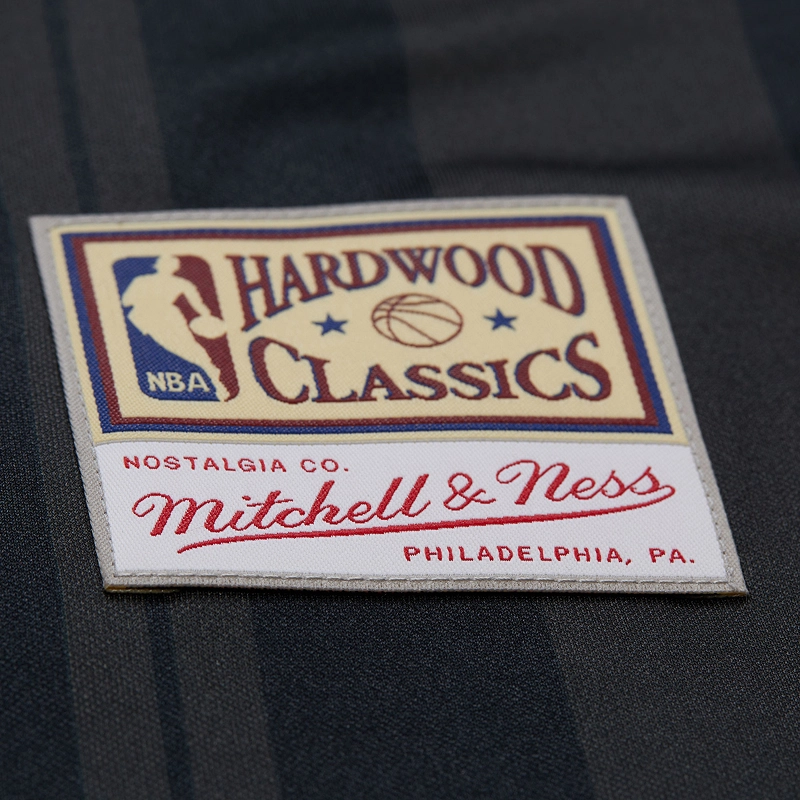 HARDWOOD
CLASSICS
NBA
NOSTALGIA CO.
Mitchell & Ness
PHILADELPHIA, PA.